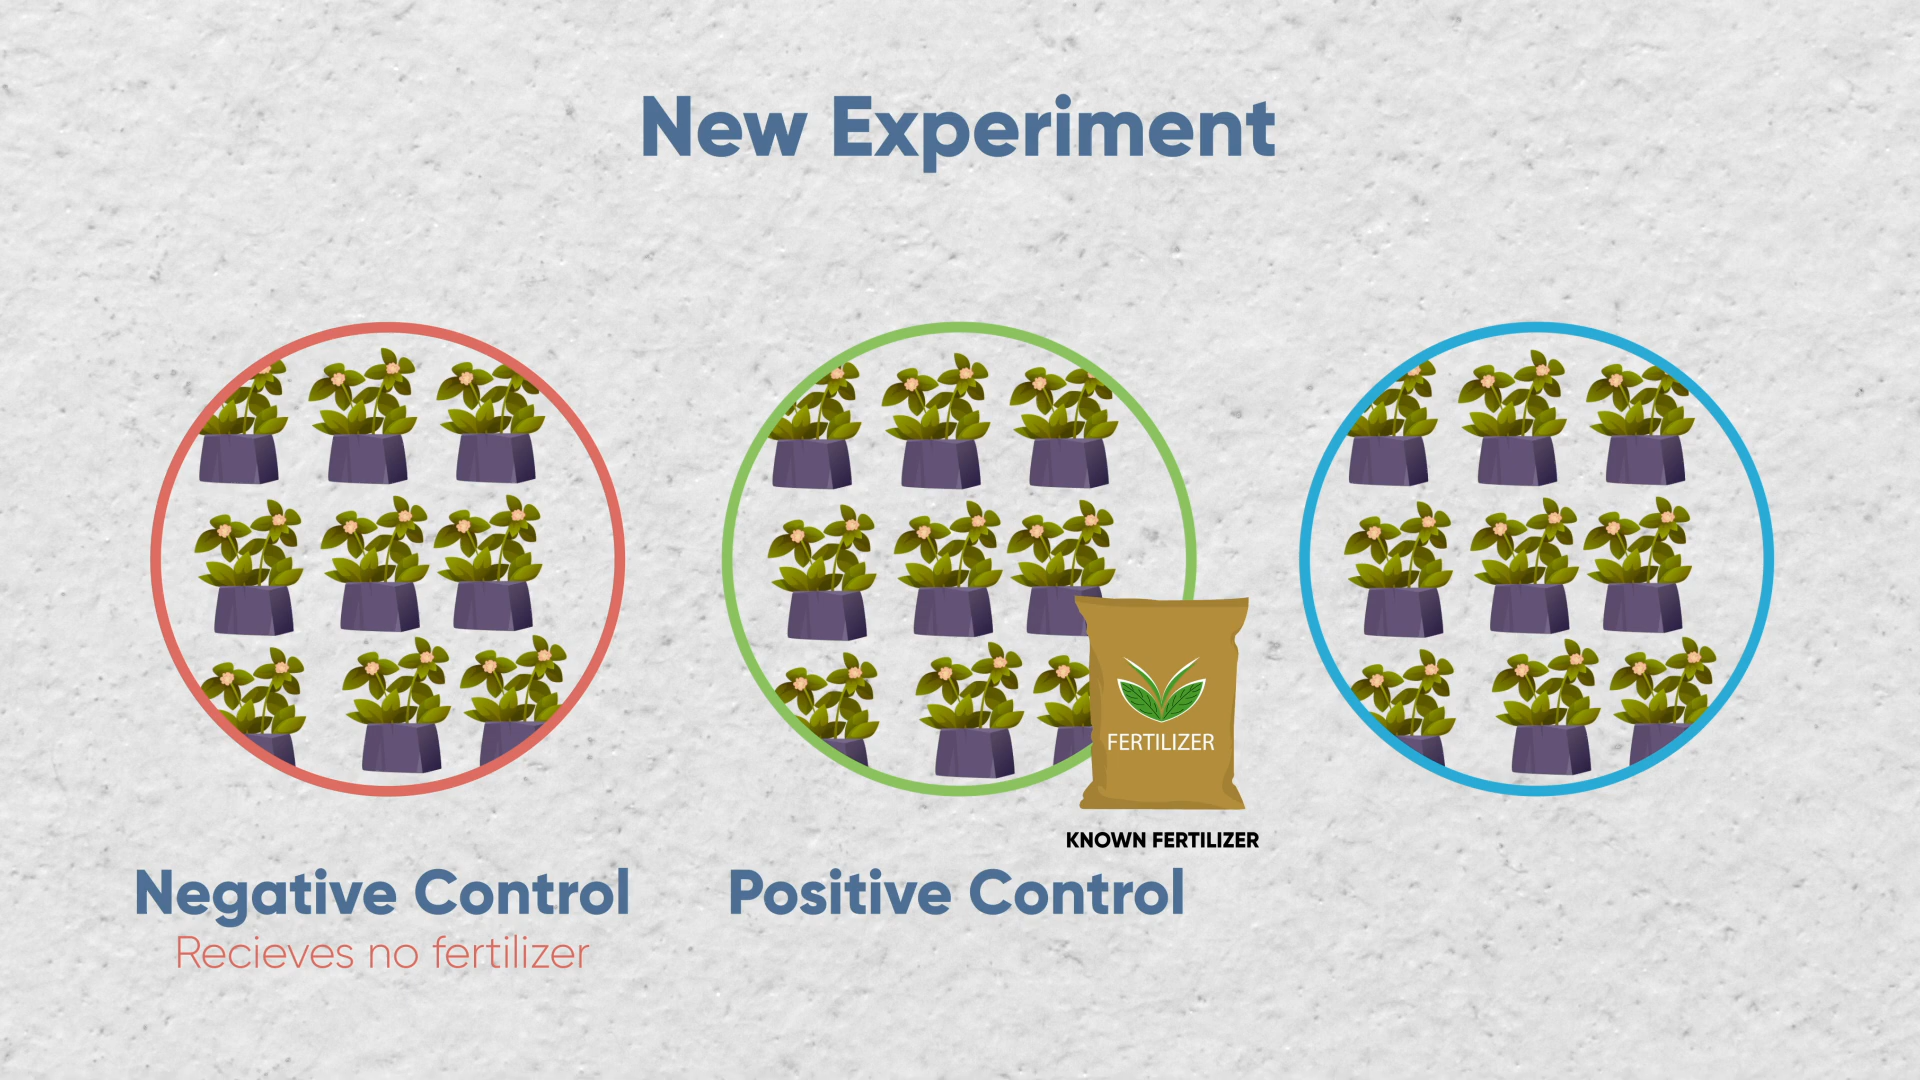 New Experiment
FERTILIZER
KNOWN FERTILIZER
Negative Control
Positive Control
Recieves no fertilizer